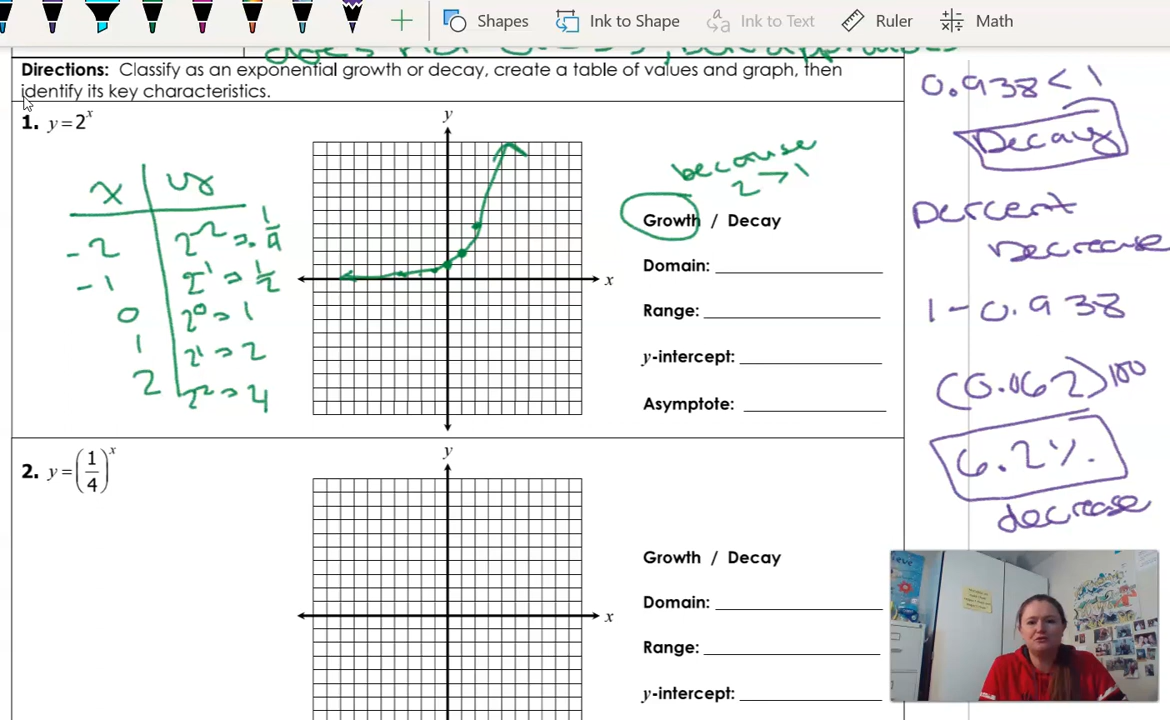 Shapes Ink to Shape Ink to Text Ruler Math
Directions: Classify as an exponential growth or decay, create a table of values and graph, then
identify its key characteristics.
1. y=2^x
x
-2 2^-2 = 1/4
-1 2^1 = 1/2
0 2^0 = 1
1 2^1 = 2
2 2^2 = 4
y
x
because
2 > 1
Growth / Decay
Domain:
Range:
y-intercept:
Asymptote:
2. y=(1/4)^x
y
x
Growth / Decay
Domain:
Range:
y-intercept:
0.938 < 1
Decay
Percent
Decrease
1 - 0.938
(0.062)100
6.2%
decrease